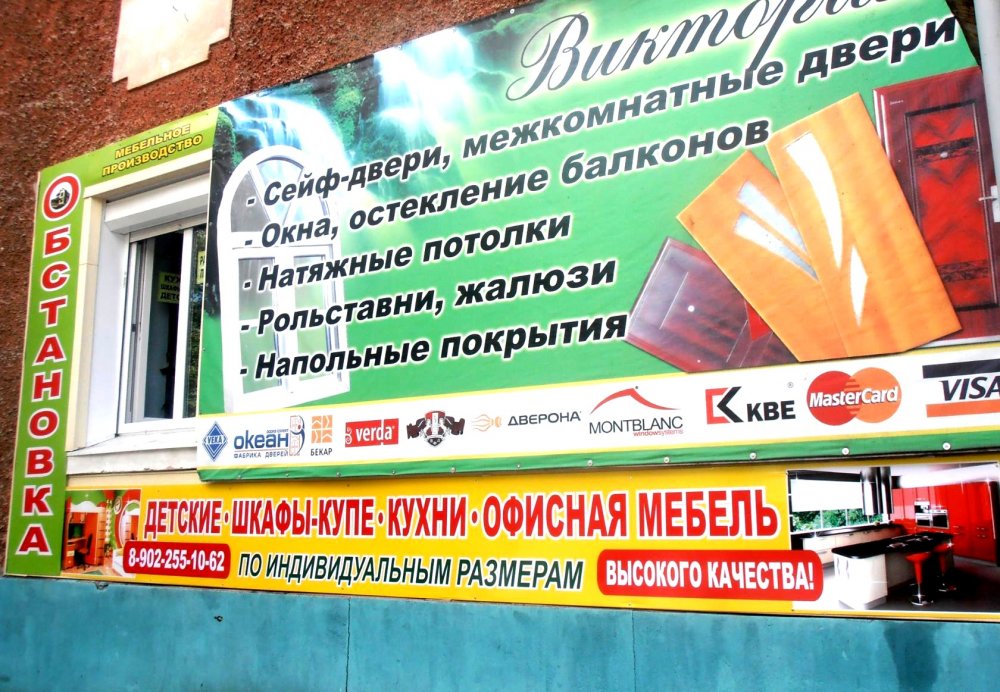 Виктория
- Сейф-двери, межкомнатные двери
- Окна, остекление балконов
- Натяжные потолки
- Рольставни, жалюзи
- Напольные покрытия
МЕБЕЛЬНОЕ
ПРОИЗВОДСТВО
ОБСТАНОВКА
VEKA
океан
ФАБРИКА ДВЕРЕЙ
БЕКАР
verda
ДВЕРОНА
MONTBLANC
windowsystems
KBE
MasterCard
VISA
ДЕТСКИЕ • ШКАФЫ-КУПЕ • КУХНИ • ОФИСНАЯ МЕБЕЛЬ
8-902-255-10-62
ПО ИНДИВИДУАЛЬНЫМ РАЗМЕРАМ
ВЫСОКОГО КАЧЕСТВА!